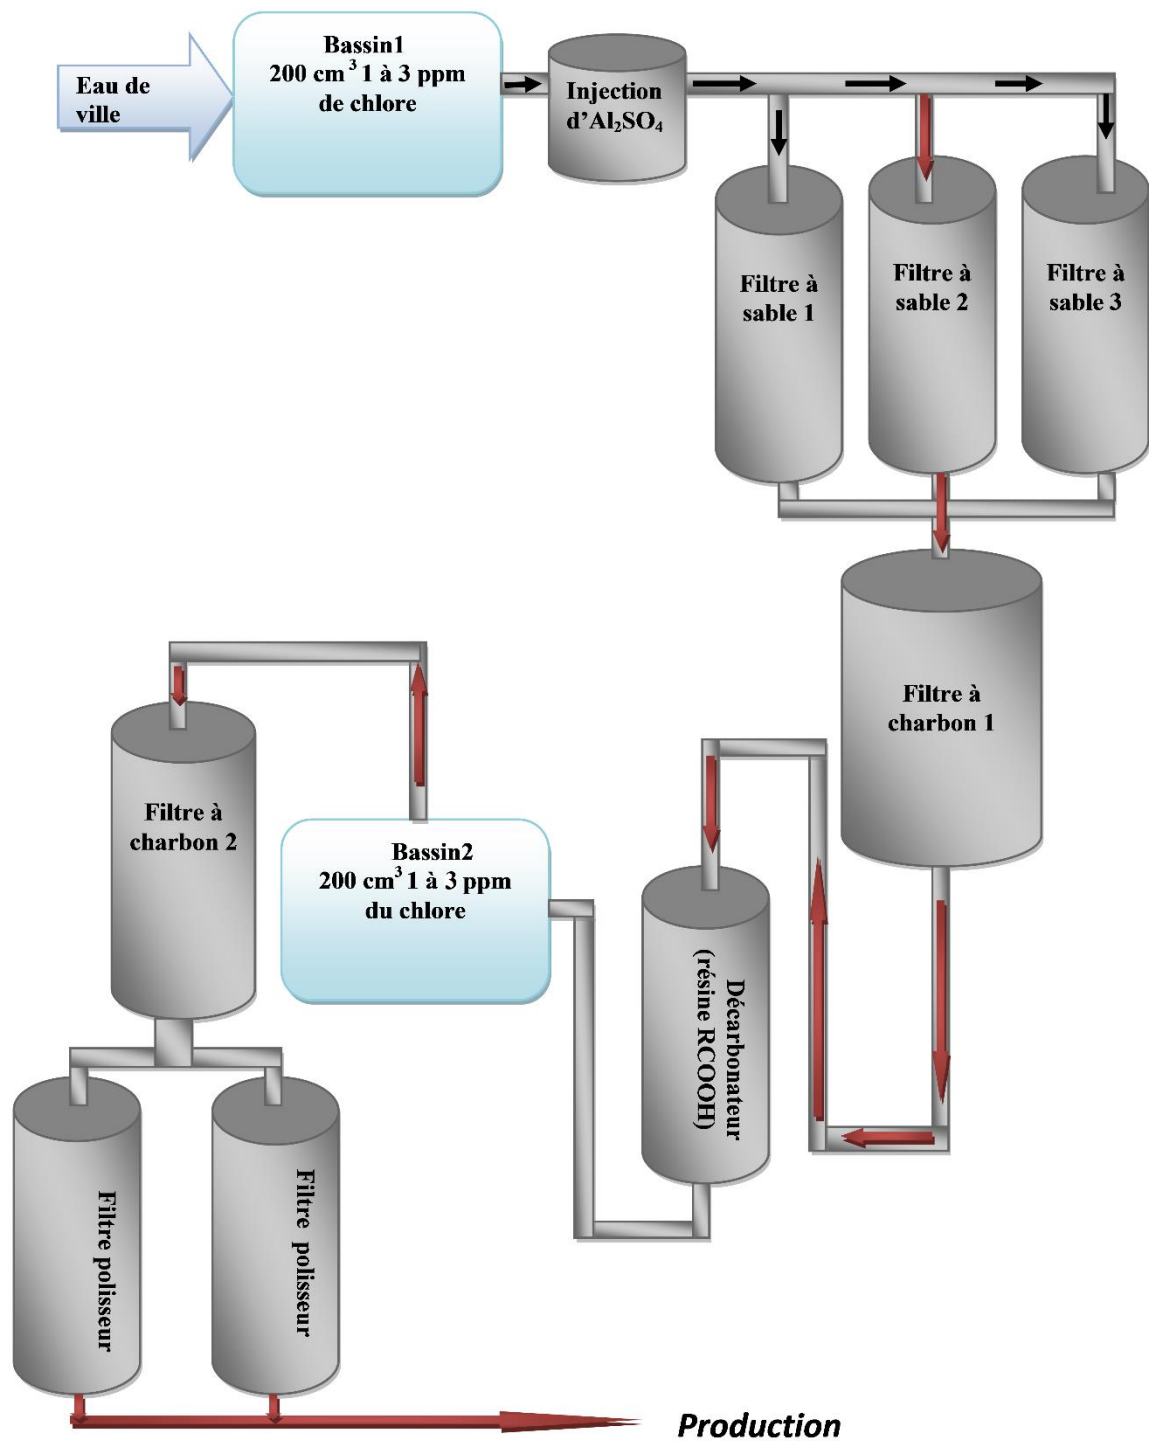 Eau de
ville
Bassin1
200 cm³ 1 à 3 ppm
de chlore
Injection
d'Al₂SO₄
Filtre à
sable 1
Filtre à
sable 2
Filtre à
sable 3
Filtre à
charbon 1
Décarbonateur
(résine RCOOH)
Bassin2
200 cm³ 1 à 3 ppm
du chlore
Filtre à
charbon 2
Filtre polisseur
Filtre polisseur
Production